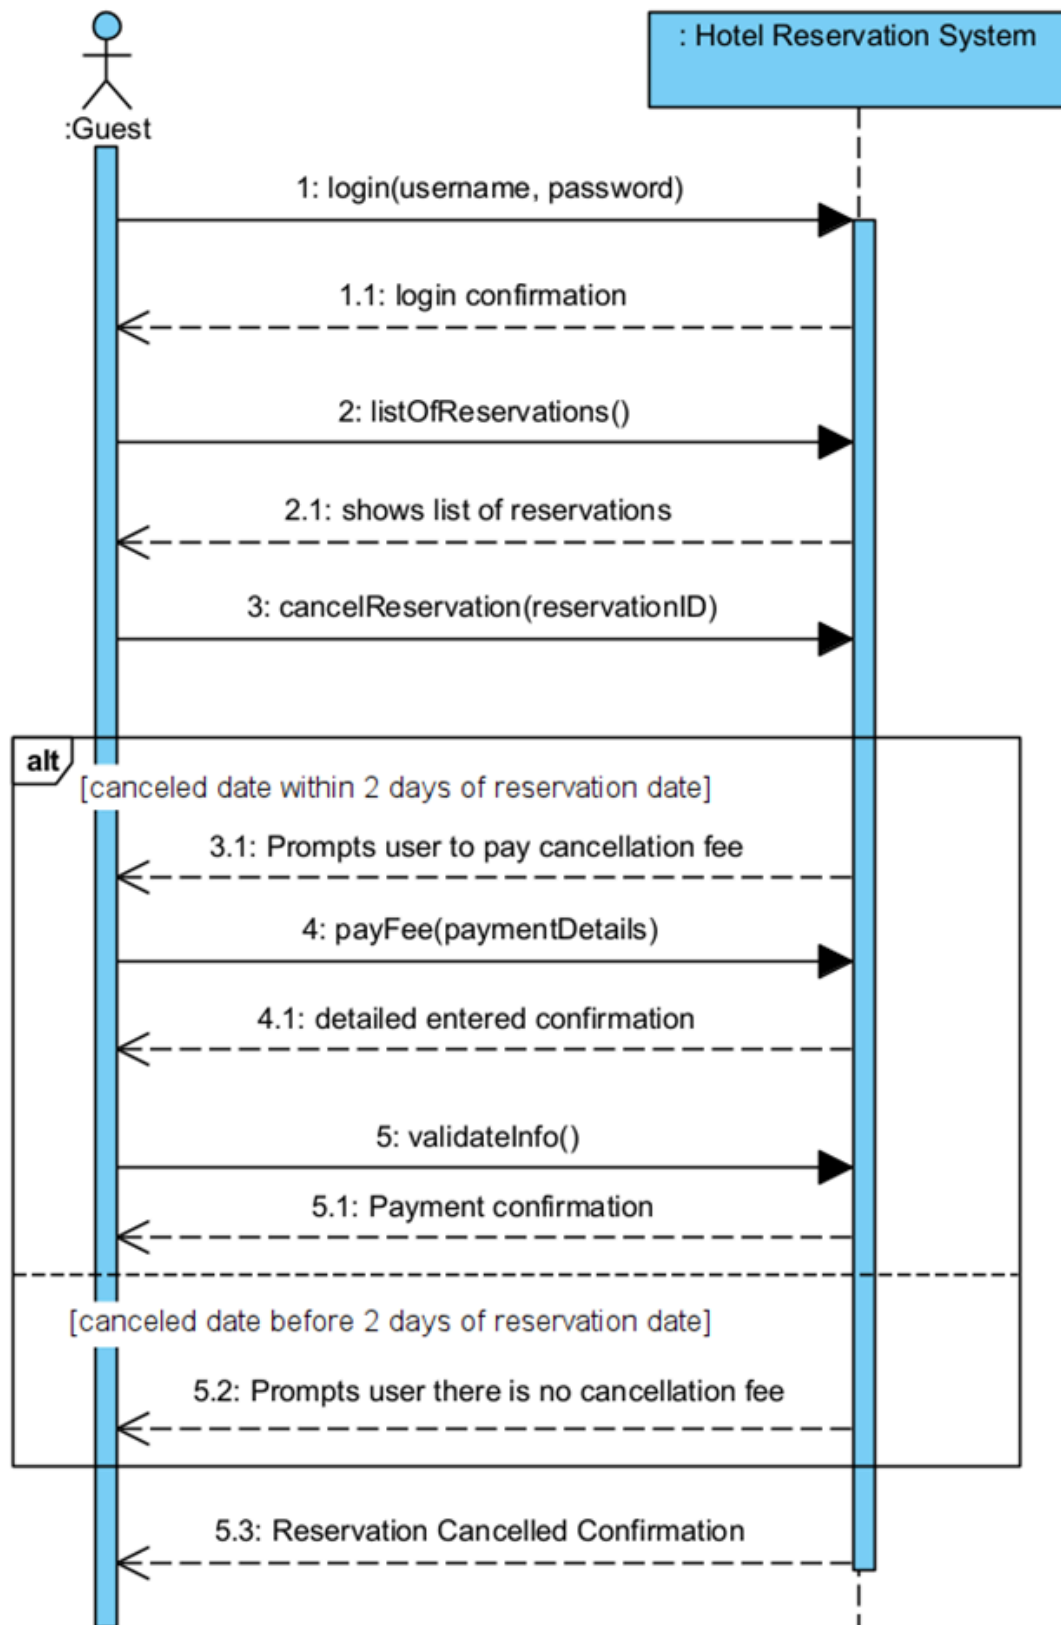 : Hotel Reservation System
:Guest
1: login(username, password)
1.1: login confirmation
2: listOfReservations()
2.1: shows list of reservations
3: cancelReservation(reservationID)
alt
[canceled date within 2 days of reservation date]
3.1: Prompts user to pay cancellation fee
4: payFee(paymentDetails)
4.1: detailed entered confirmation
5: validateInfo()
5.1: Payment confirmation
[canceled date before 2 days of reservation date]
5.2: Prompts user there is no cancellation fee
5.3: Reservation Cancelled Confirmation